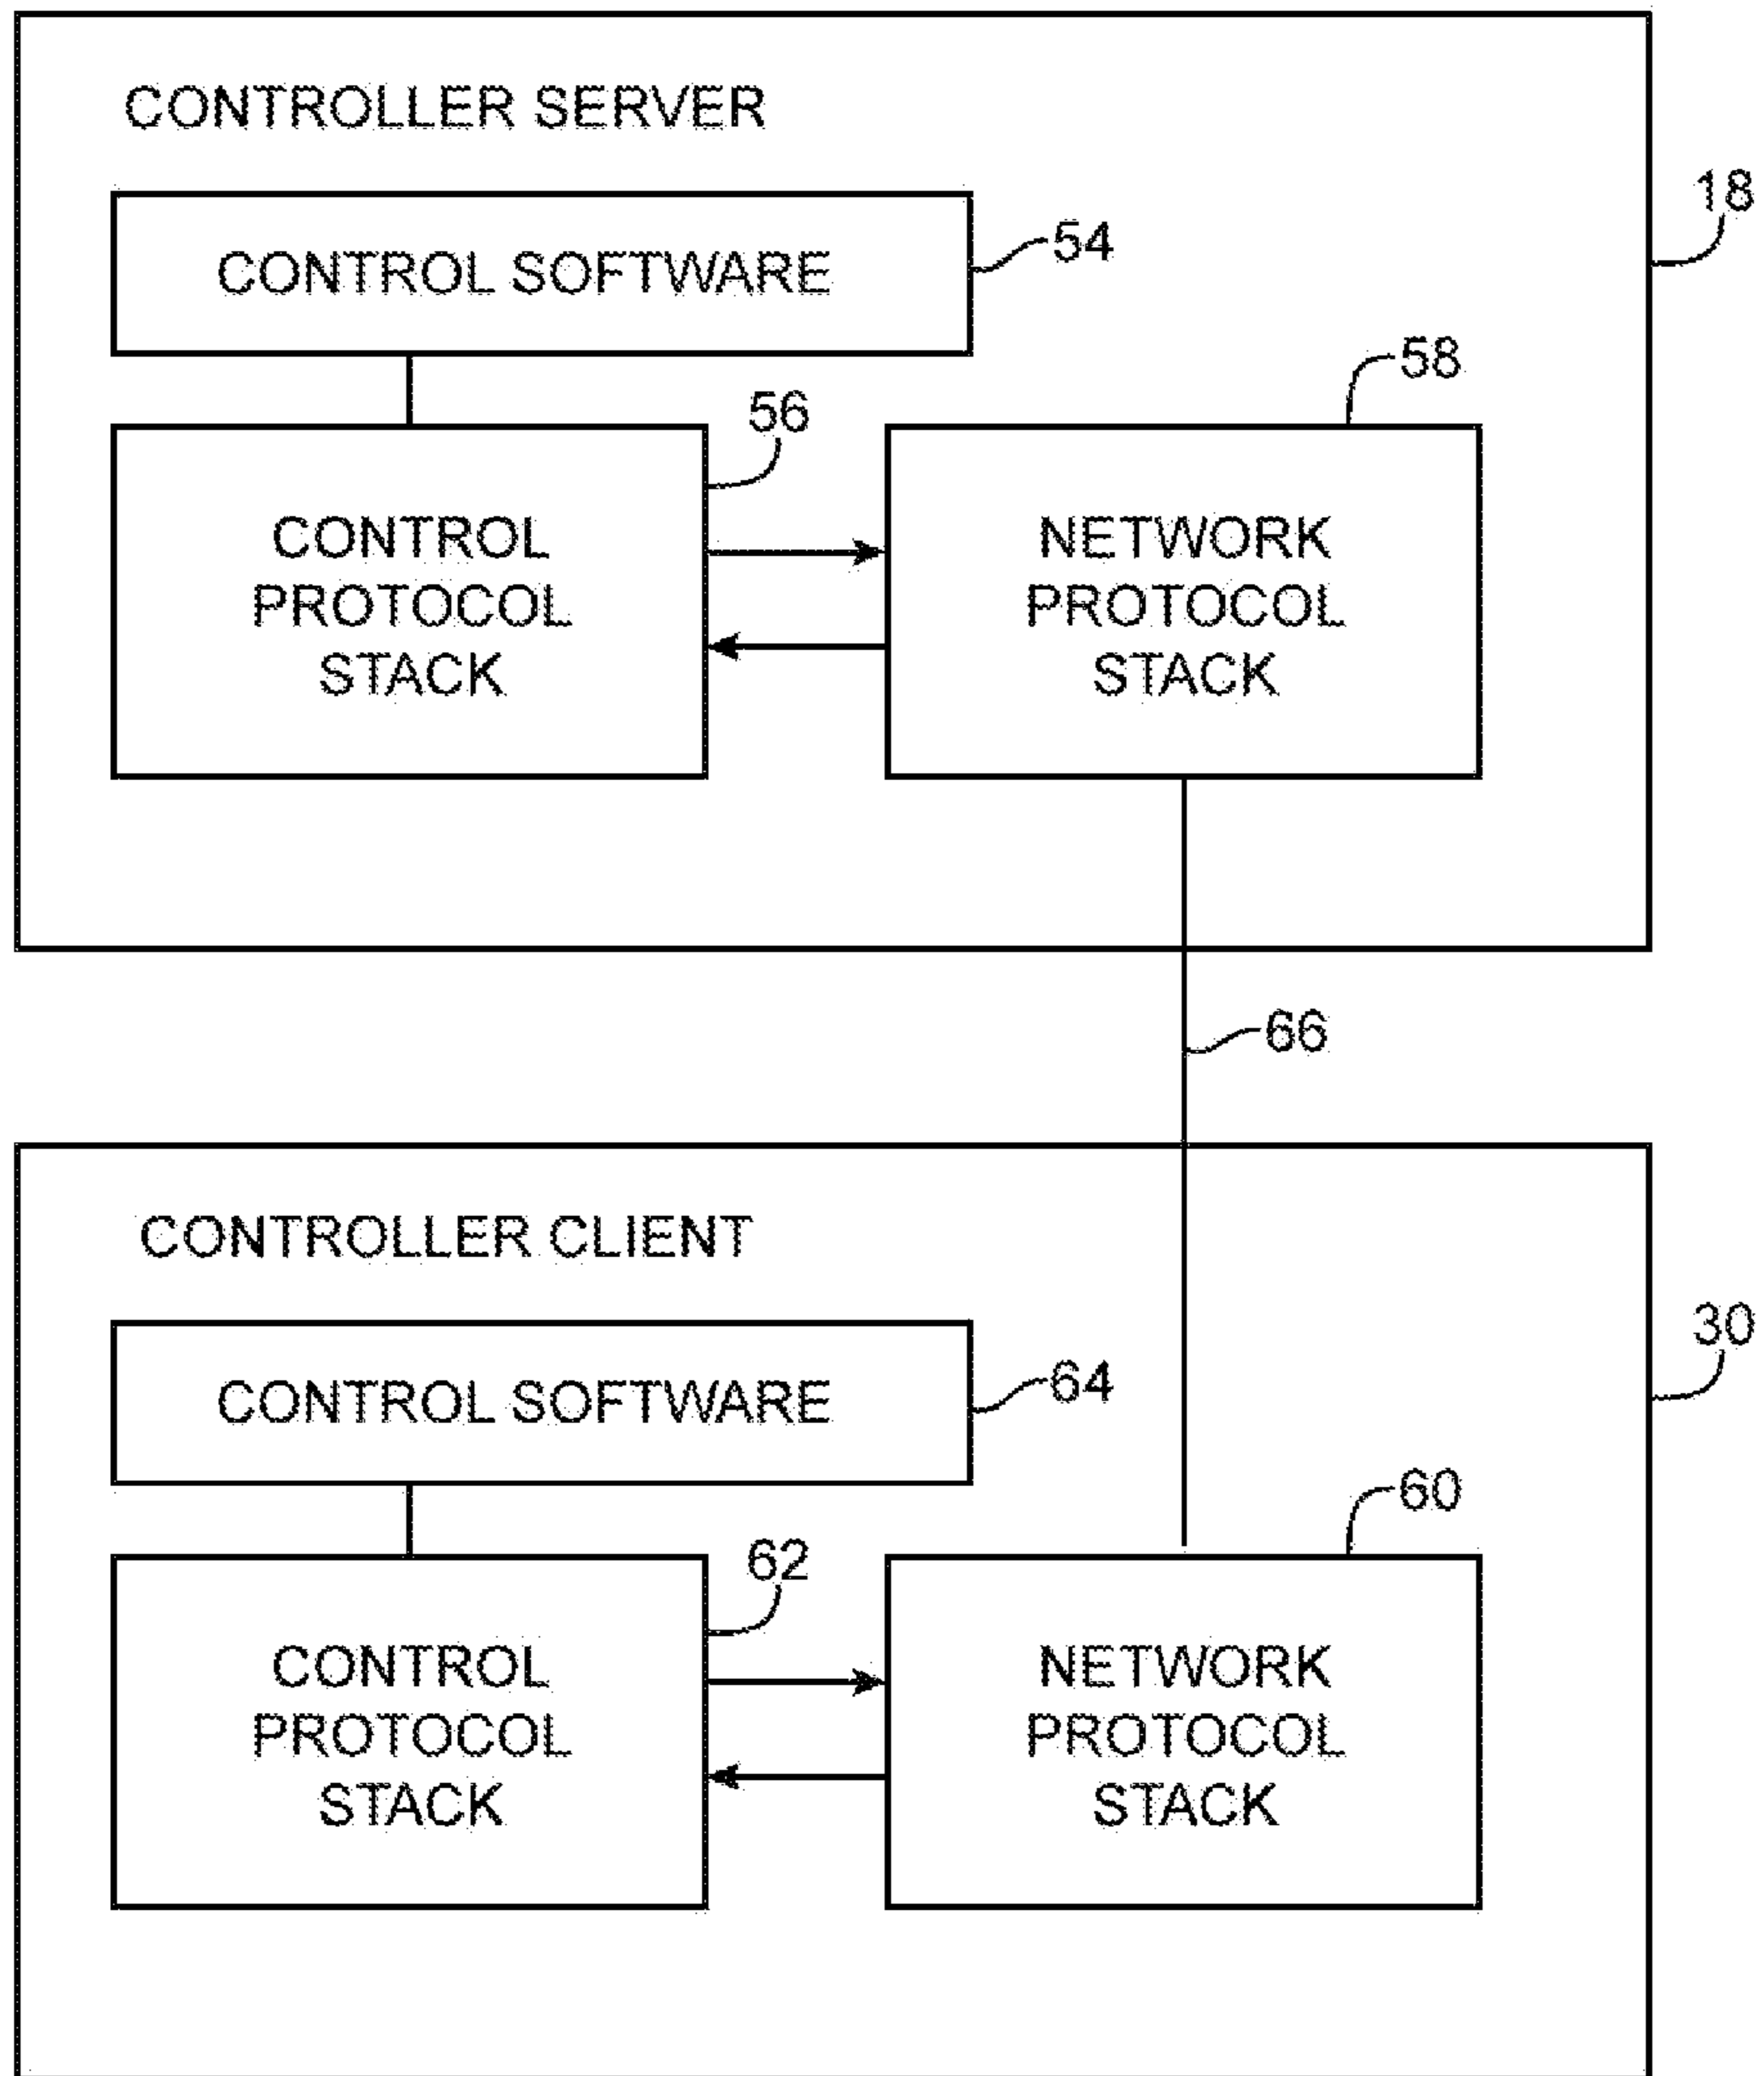 CONTROLLER SERVER
18
CONTROL SOFTWARE
54
58
56
CONTROL
PROTOCOL
STACK
NETWORK
PROTOCOL
STACK
66
CONTROLLER CLIENT
30
CONTROL SOFTWARE
64
60
62
CONTROL
PROTOCOL
STACK
NETWORK
PROTOCOL
STACK